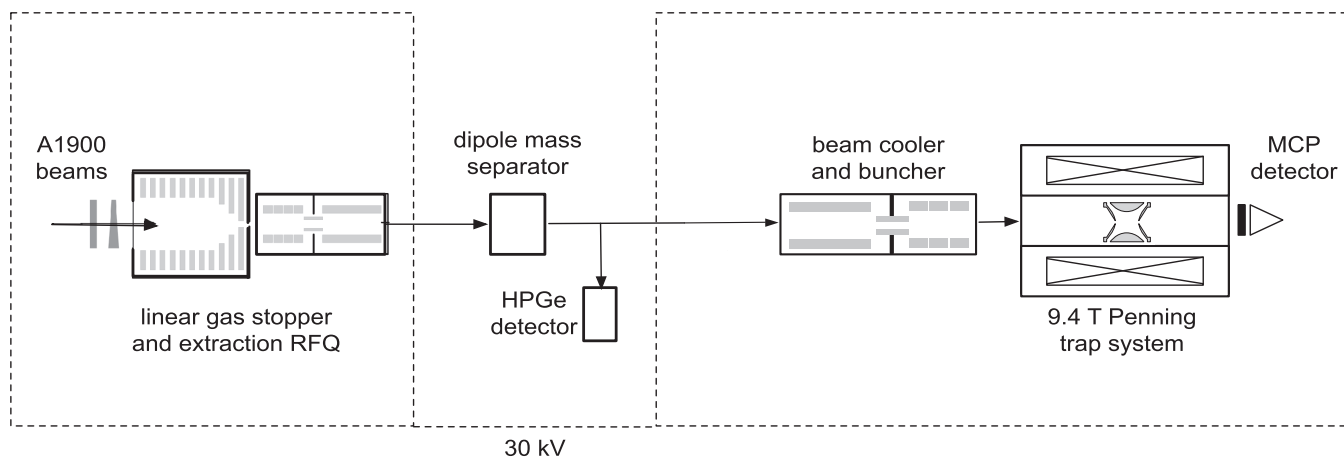 A1900
beams
linear gas stopper
and extraction RFQ
dipole mass
separator
HPGe
detector
30 kV
beam cooler
and buncher
9.4 T Penning
trap system
MCP
detector